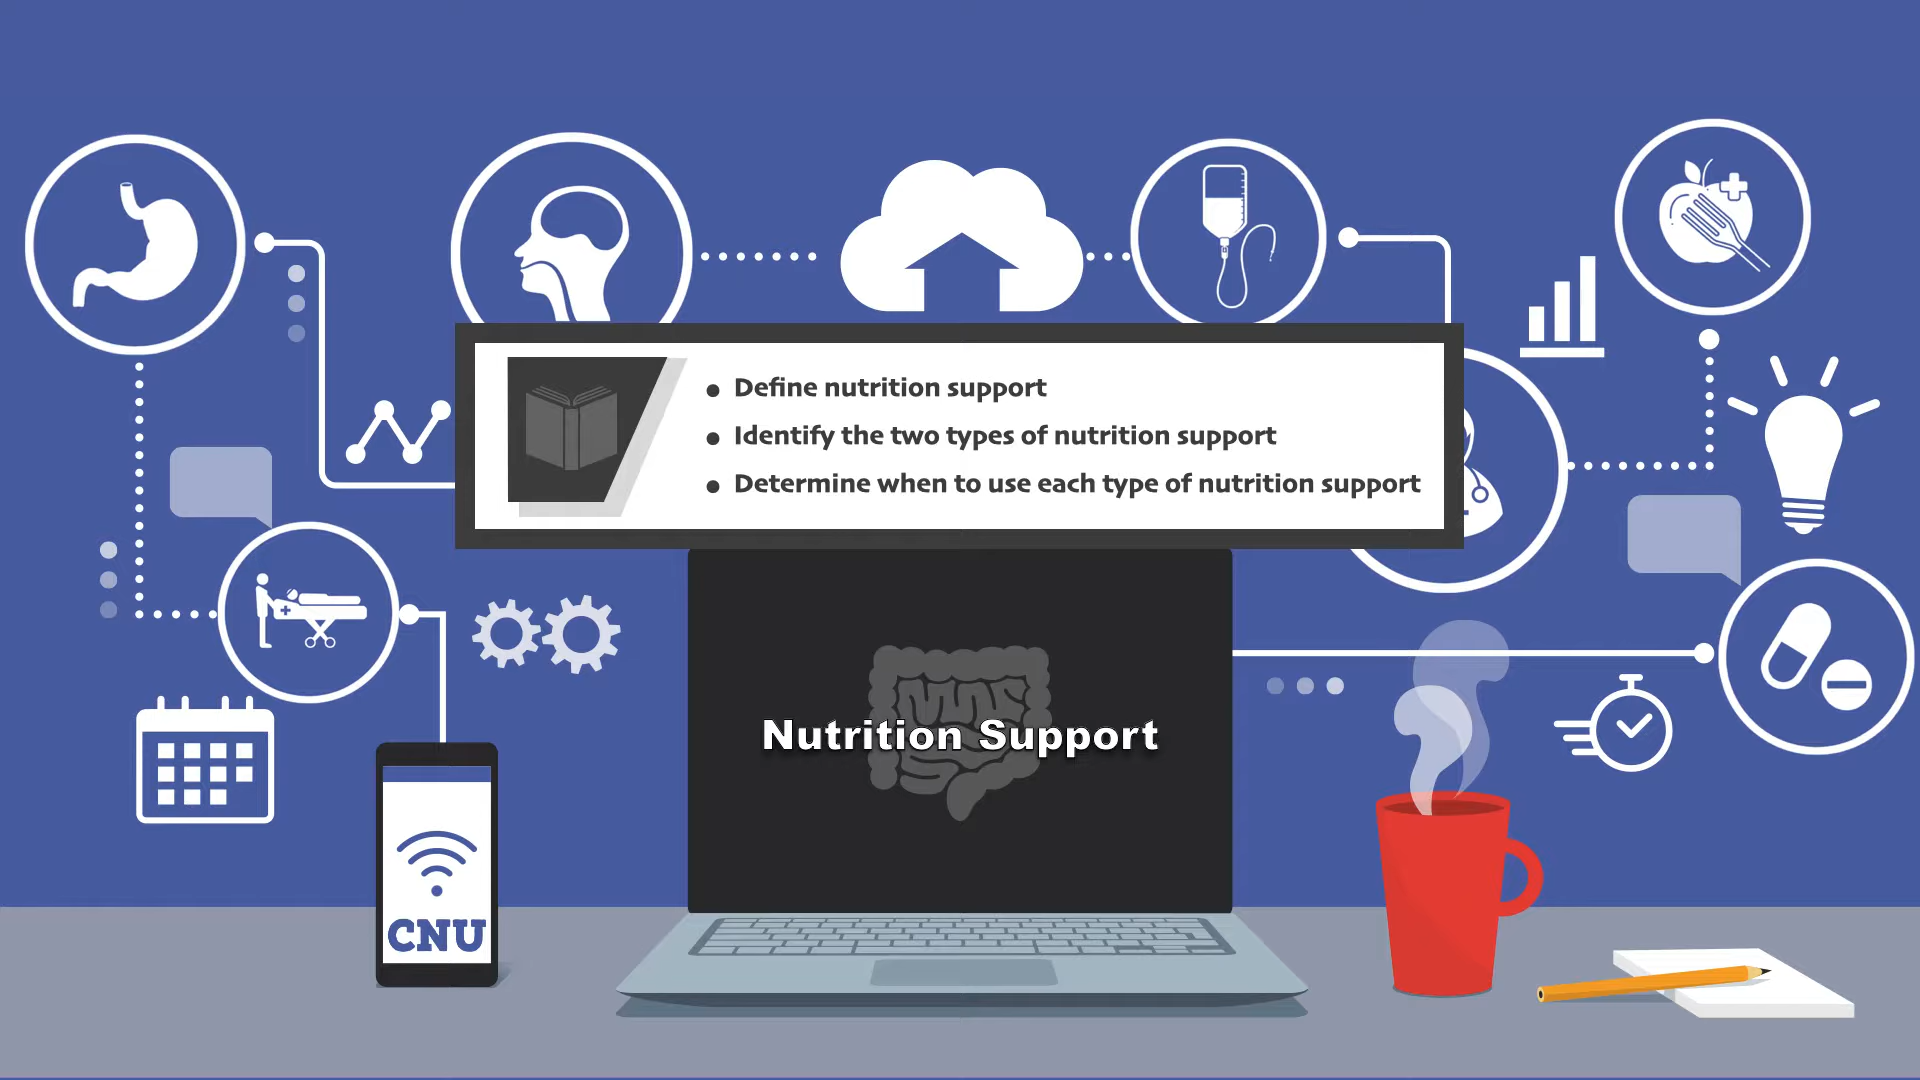 Define nutrition support
Identify the two types of nutrition support
Determine when to use each type of nutrition support
Nutrition Support
CNU